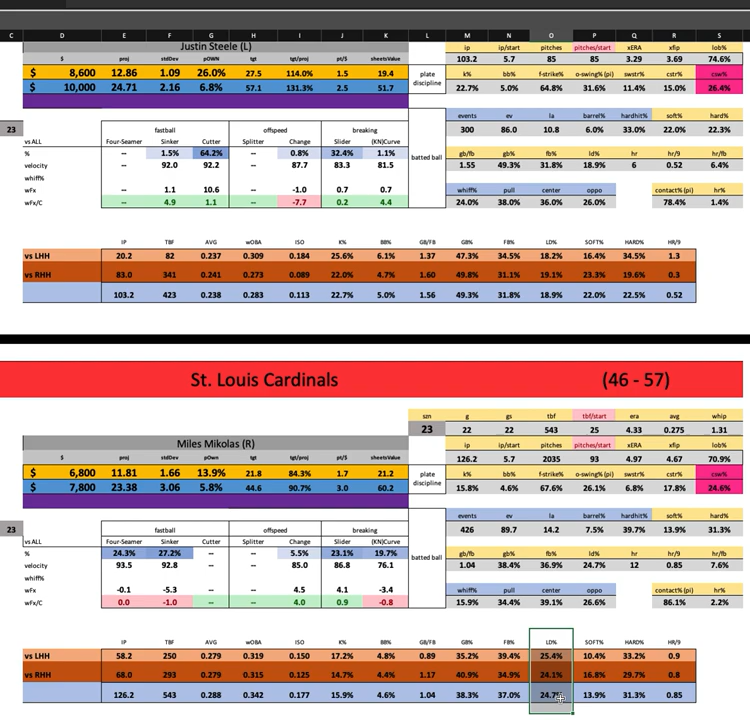 C D E F G H I J K L M N O P Q R S
Justin Steele (L) ip ip/start pitches pitches/start xERA xfip lob%
$ proj stdDev pOWN tgt tgt/proj pt/$ sheetsValue 103.2 5.7 85 85 3.29 3.69 74.6%
$ 8,600 12.86 1.09 26.0% 27.5 114.0% 1.5 19.4 plate discipline k% bb% f-strike% o-swing% (pi) swstr% cstr% csw%
$ 10,000 24.71 2.16 6.8% 57.1 131.3% 2.5 51.7 22.7% 5.0% 64.8% 31.6% 11.4% 15.0% 26.4%
events ev la barrel% hardhit% soft% hard%
23 fastball offspeed breaking 300 86.0 10.8 6.0% 33.0% 22.0% 22.3%
vs ALL Four-Seamer Sinker Cutter Splitter Change Slider (KN)Curve
% -- 1.5% 64.2% -- 0.8% 32.4% 1.1% batted ball gb/fb gb% fb% ld% hr hr/9 hr/fb
velocity -- 92.0 92.2 -- 87.7 83.3 81.5 1.55 49.3% 31.8% 18.9% 6 0.52 6.4%
whiff%
wFx -- 1.1 10.6 -1.0 0.7 0.7 whiff% pull center oppo contact% (pi) hr%
wFx/C -- 4.9 1.1 -- -7.7 0.2 4.4 24.0% 38.0% 36.0% 26.0% 78.4% 1.4%
IP TBF AVG wOBA ISO K% BB% GB/FB GB% FB% LD% SOFT% HARD% HR/9
vs LHH 20.2 82 0.237 0.309 0.184 25.6% 6.1% 1.37 47.3% 34.5% 18.2% 16.4% 34.5% 1.3
vs RHH 83.0 341 0.241 0.273 0.089 22.0% 4.7% 1.60 49.8% 31.1% 19.1% 23.3% 19.6% 0.3
103.2 423 0.238 0.283 0.113 22.7% 5.0% 1.56 49.3% 31.8% 18.9% 22.0% 22.5% 0.52
St. Louis Cardinals (46 - 57)
szn g gs tbf tbf/start era avg whip
23 22 22 543 25 4.33 0.275 1.31
Miles Mikolas (R) ip ip/start pitches pitches/start xERA xfip lob%
$ proj stdDev pOwn tgt tgt/proj pt/$ sheetsValue 126.2 5.7 2035 93 4.97 4.67 70.9%
$ 6,800 11.81 1.66 13.9% 21.8 84.3% 1.7 21.2 plate discipline k% bb% f-strike% o-swing% (pi) swstr% cstr% csw%
$ 7,800 23.38 3.06 5.8% 44.6 90.7% 3.0 60.2 15.8% 4.6% 67.6% 26.1% 6.8% 17.8% 24.6%
events ev la barrel% hardhit% soft% hard%
23 fastball offspeed breaking 426 89.7 14.2 7.5% 39.7% 13.9% 31.3%
vs ALL Four-Seamer Sinker Cutter Splitter Change Slider (KN)Curve
% 24.3% 27.2% -- -- 5.5% 23.1% 19.7% batted ball gb/fb gb% fb% ld% hr hr/9 hr/fb
velocity 93.5 92.8 -- -- 85.0 86.8 76.1 1.04 38.4% 36.9% 24.7% 12 0.85 7.6%
whiff%
wFx -0.1 -5.3 4.5 4.1 -3.4 whiff% pull center oppo contact% (pi) hr%
wFx/C 0.0 -1.0 -- -- 4.0 0.9 -0.8 15.9% 34.4% 39.1% 26.6% 86.1% 2.2%
IP TBF AVG wOBA ISO K% BB% GB/FB GB% FB% LD% SOFT% HARD% HR/9
vs LHH 58.2 250 0.279 0.319 0.150 17.2% 4.8% 0.89 35.2% 39.4% 25.4% 10.4% 33.2% 0.9
vs RHH 68.0 293 0.279 0.315 0.125 14.7% 4.4% 1.17 40.9% 34.9% 24.1% 16.8% 29.7% 0.8
126.2 543 0.288 0.342 0.177 15.9% 4.6% 1.04 38.3% 37.0% 24.7% 13.9% 31.3% 0.85